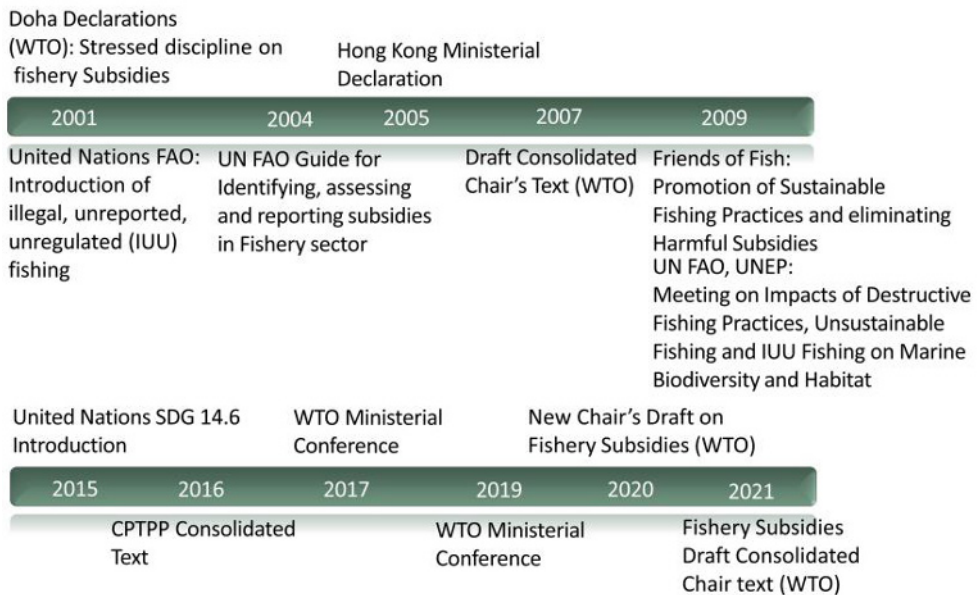 Doha Declarations
(WTO): Stressed discipline on
fishery Subsidies
Hong Kong Ministerial
Declaration
2001 2004 2005 2007 2009
United Nations FAO:
Introduction of
illegal, unreported,
unregulated (IUU)
fishing
UN FAO Guide for
Identifying, assessing
and reporting subsidies
in Fishery sector
Draft Consolidated
Chair's Text (WTO)
Friends of Fish:
Promotion of Sustainable
Fishing Practices and eliminating
Harmful Subsidies
UN FAO, UNEP:
Meeting on Impacts of Destructive
Fishing Practices, Unsustainable
Fishing and IUU Fishing on Marine
Biodiversity and Habitat
United Nations SDG 14.6
Introduction
WTO Ministerial
Conference
New Chair's Draft on
Fishery Subsidies (WTO)
2015 2016 2017 2019 2020 2021
CPTPP Consolidated
Text
WTO Ministerial
Conference
Fishery Subsidies
Draft Consolidated
Chair text (WTO)